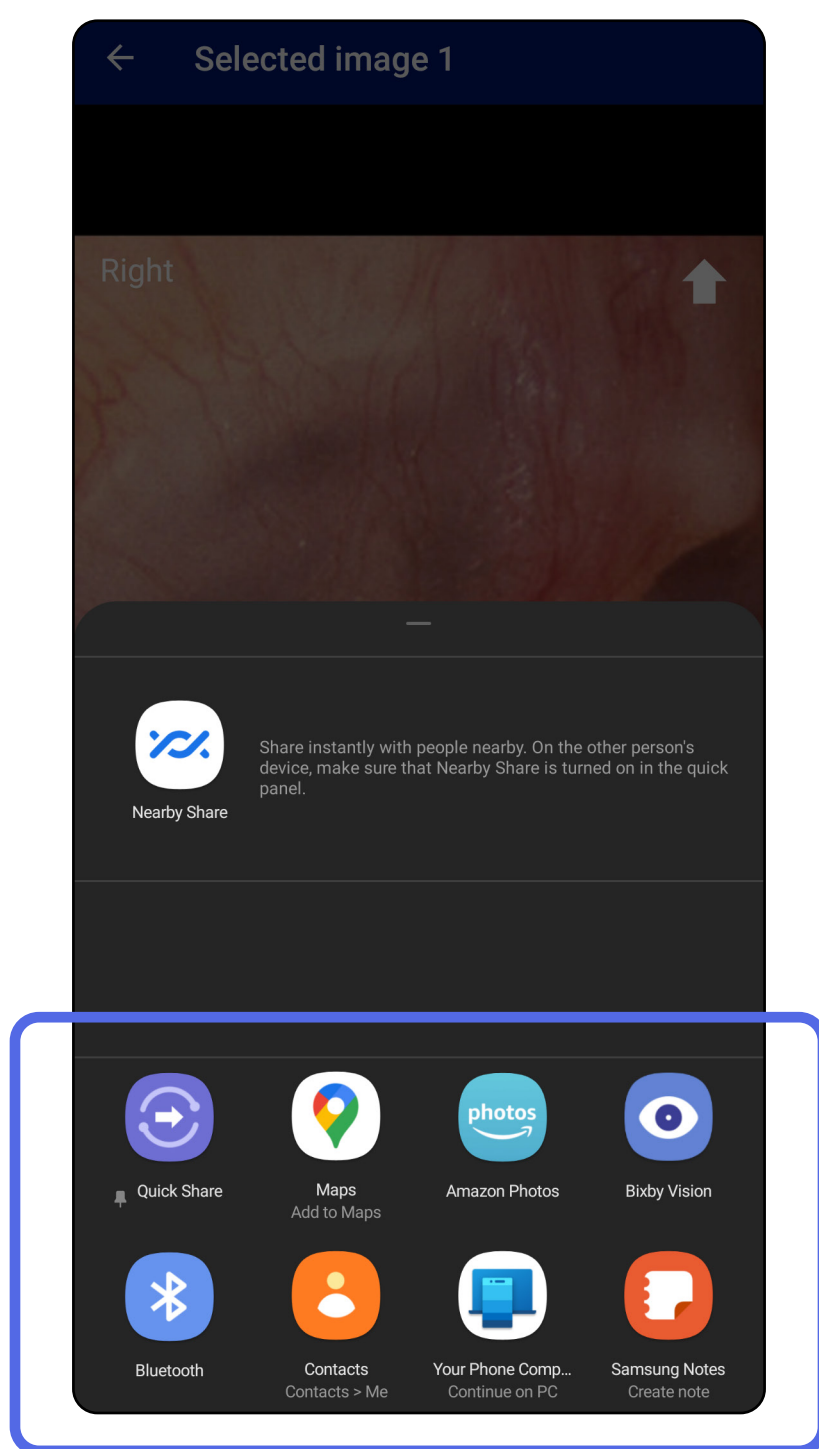 Selected image 1
Right
Share instantly with people nearby. On the other person's
device, make sure that Nearby Share is turned on in the quick
panel.
Nearby Share
photos
Quick Share
Maps
Add to Maps
Amazon Photos
Bixby Vision
Bluetooth
Contacts
Contacts > Me
Your Phone Comp...
Continue on PC
Samsung Notes
Create note